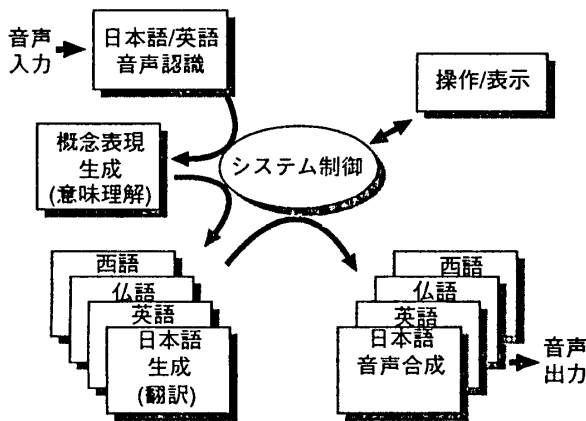 音声
入力
日本語/英語
音声認識
操作/表示
概念表現
生成
(意味理解)
システム制御
西語
仏語
英語
日本語
生成
(翻訳)
西語
仏語
英語
日本語
音声合成
音声
出力